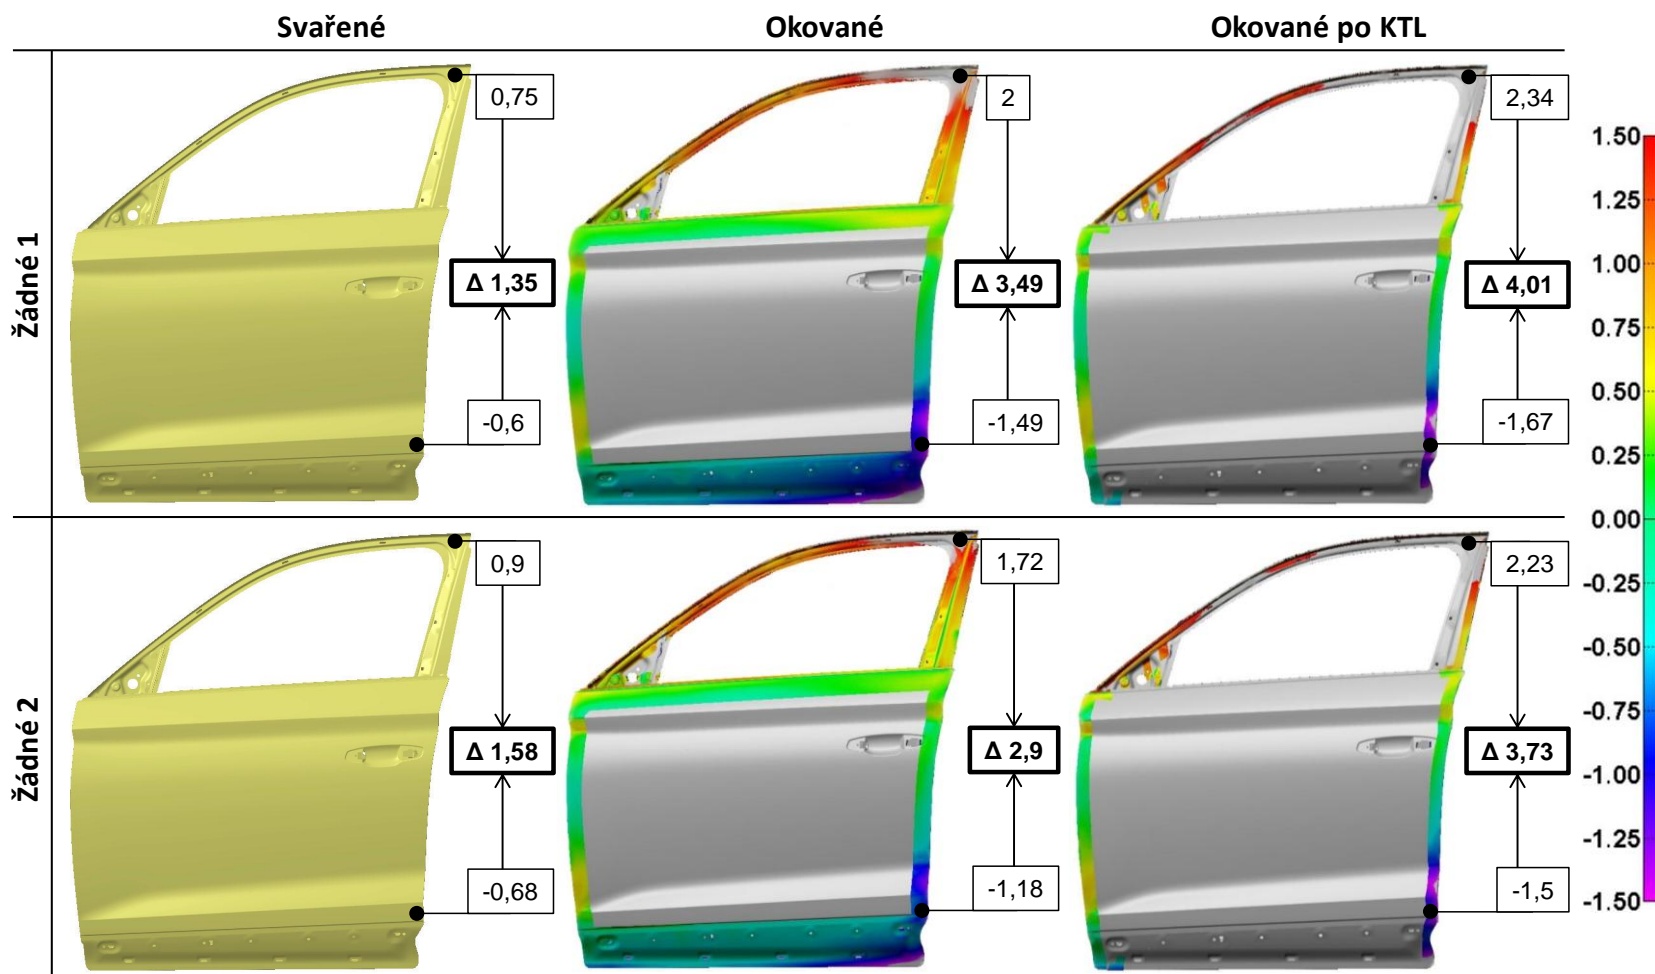 Svařené
Okované
Okované po KTL
Žádné 1
0,75
Δ 1,35
-0,6
2
Δ 3,49
-1,49
2,34
Δ 4,01
-1,67
Žádné 2
0,9
Δ 1,58
-0,68
1,72
Δ 2,9
-1,18
2,23
Δ 3,73
-1,5
1.50
1.25
1.00
0.75
0.50
0.25
0.00
-0.25
-0.50
-0.75
-1.00
-1.25
-1.50